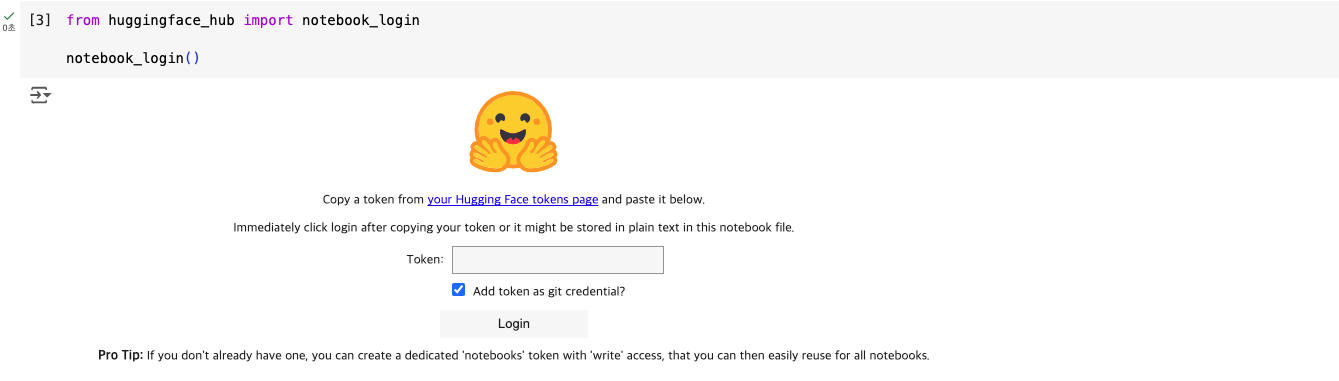 [3] from huggingface_hub import notebook_login
0초
notebook_login()
Copy a token from your Hugging Face tokens page and paste it below.
Immediately click login after copying your token or it might be stored in plain text in this notebook file.
Token:
Add token as git credential?
Login
Pro Tip: If you don't already have one, you can create a dedicated 'notebooks' token with 'write' access, that you can then easily reuse for all notebooks.